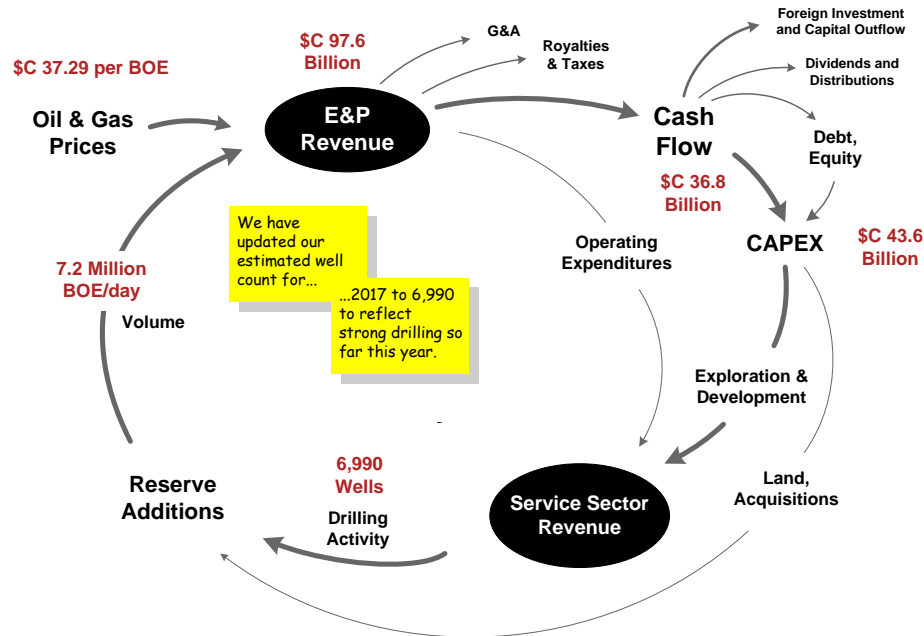 Foreign Investment
and Capital Outflow
G&A
$C 97.6
Billion
Royalties
& Taxes
$C 37.29 per BOE
Dividends and
Distributions
Oil & Gas
Prices
E&P
Revenue
Cash
Flow
Debt,
Equity
$C 36.8
Billion
We have
updated our
estimated well
count for...
Operating
Expenditures
CAPEX
$C 43.6
Billion
7.2 Million
BOE/day
Volume
...2017 to 6,990
to reflect
strong drilling so
far this year.
Exploration &
Development
6,990
Wells
Reserve
Additions
Drilling
Activity
Service Sector
Revenue
Land,
Acquisitions